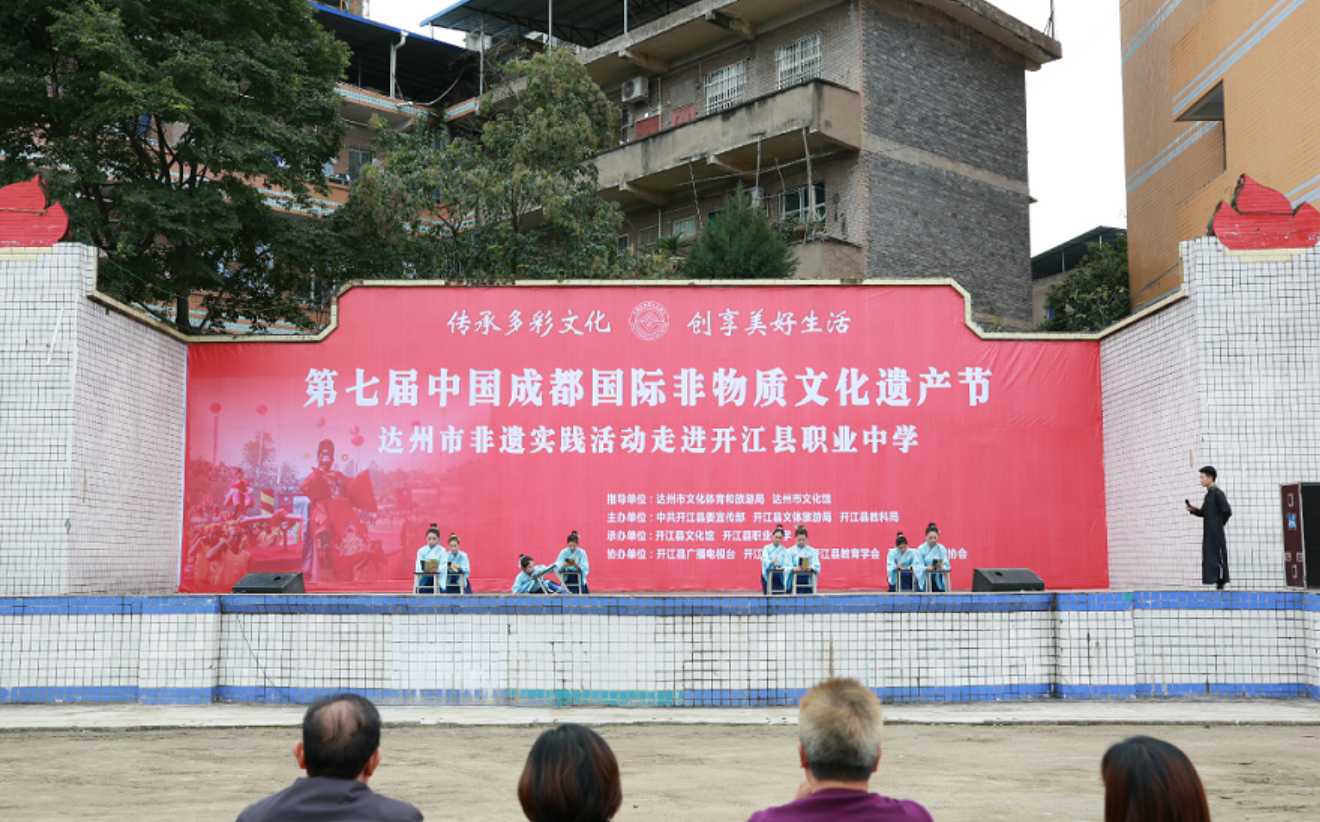 传承多彩文化 创享美好生活
第七届中国成都国际非物质文化遗产节
达州市非遗实践活动走进开江县职业中学
指导单位：达州市文化体育和旅游局 达州市文化馆
主办单位：中共开江县委宣传部 开江县文体旅游局 开江县教科局
承办单位：开江县文化馆 开江县职业 学
协办单位：开江县广播电视台 开江 开江县教育学会 协会